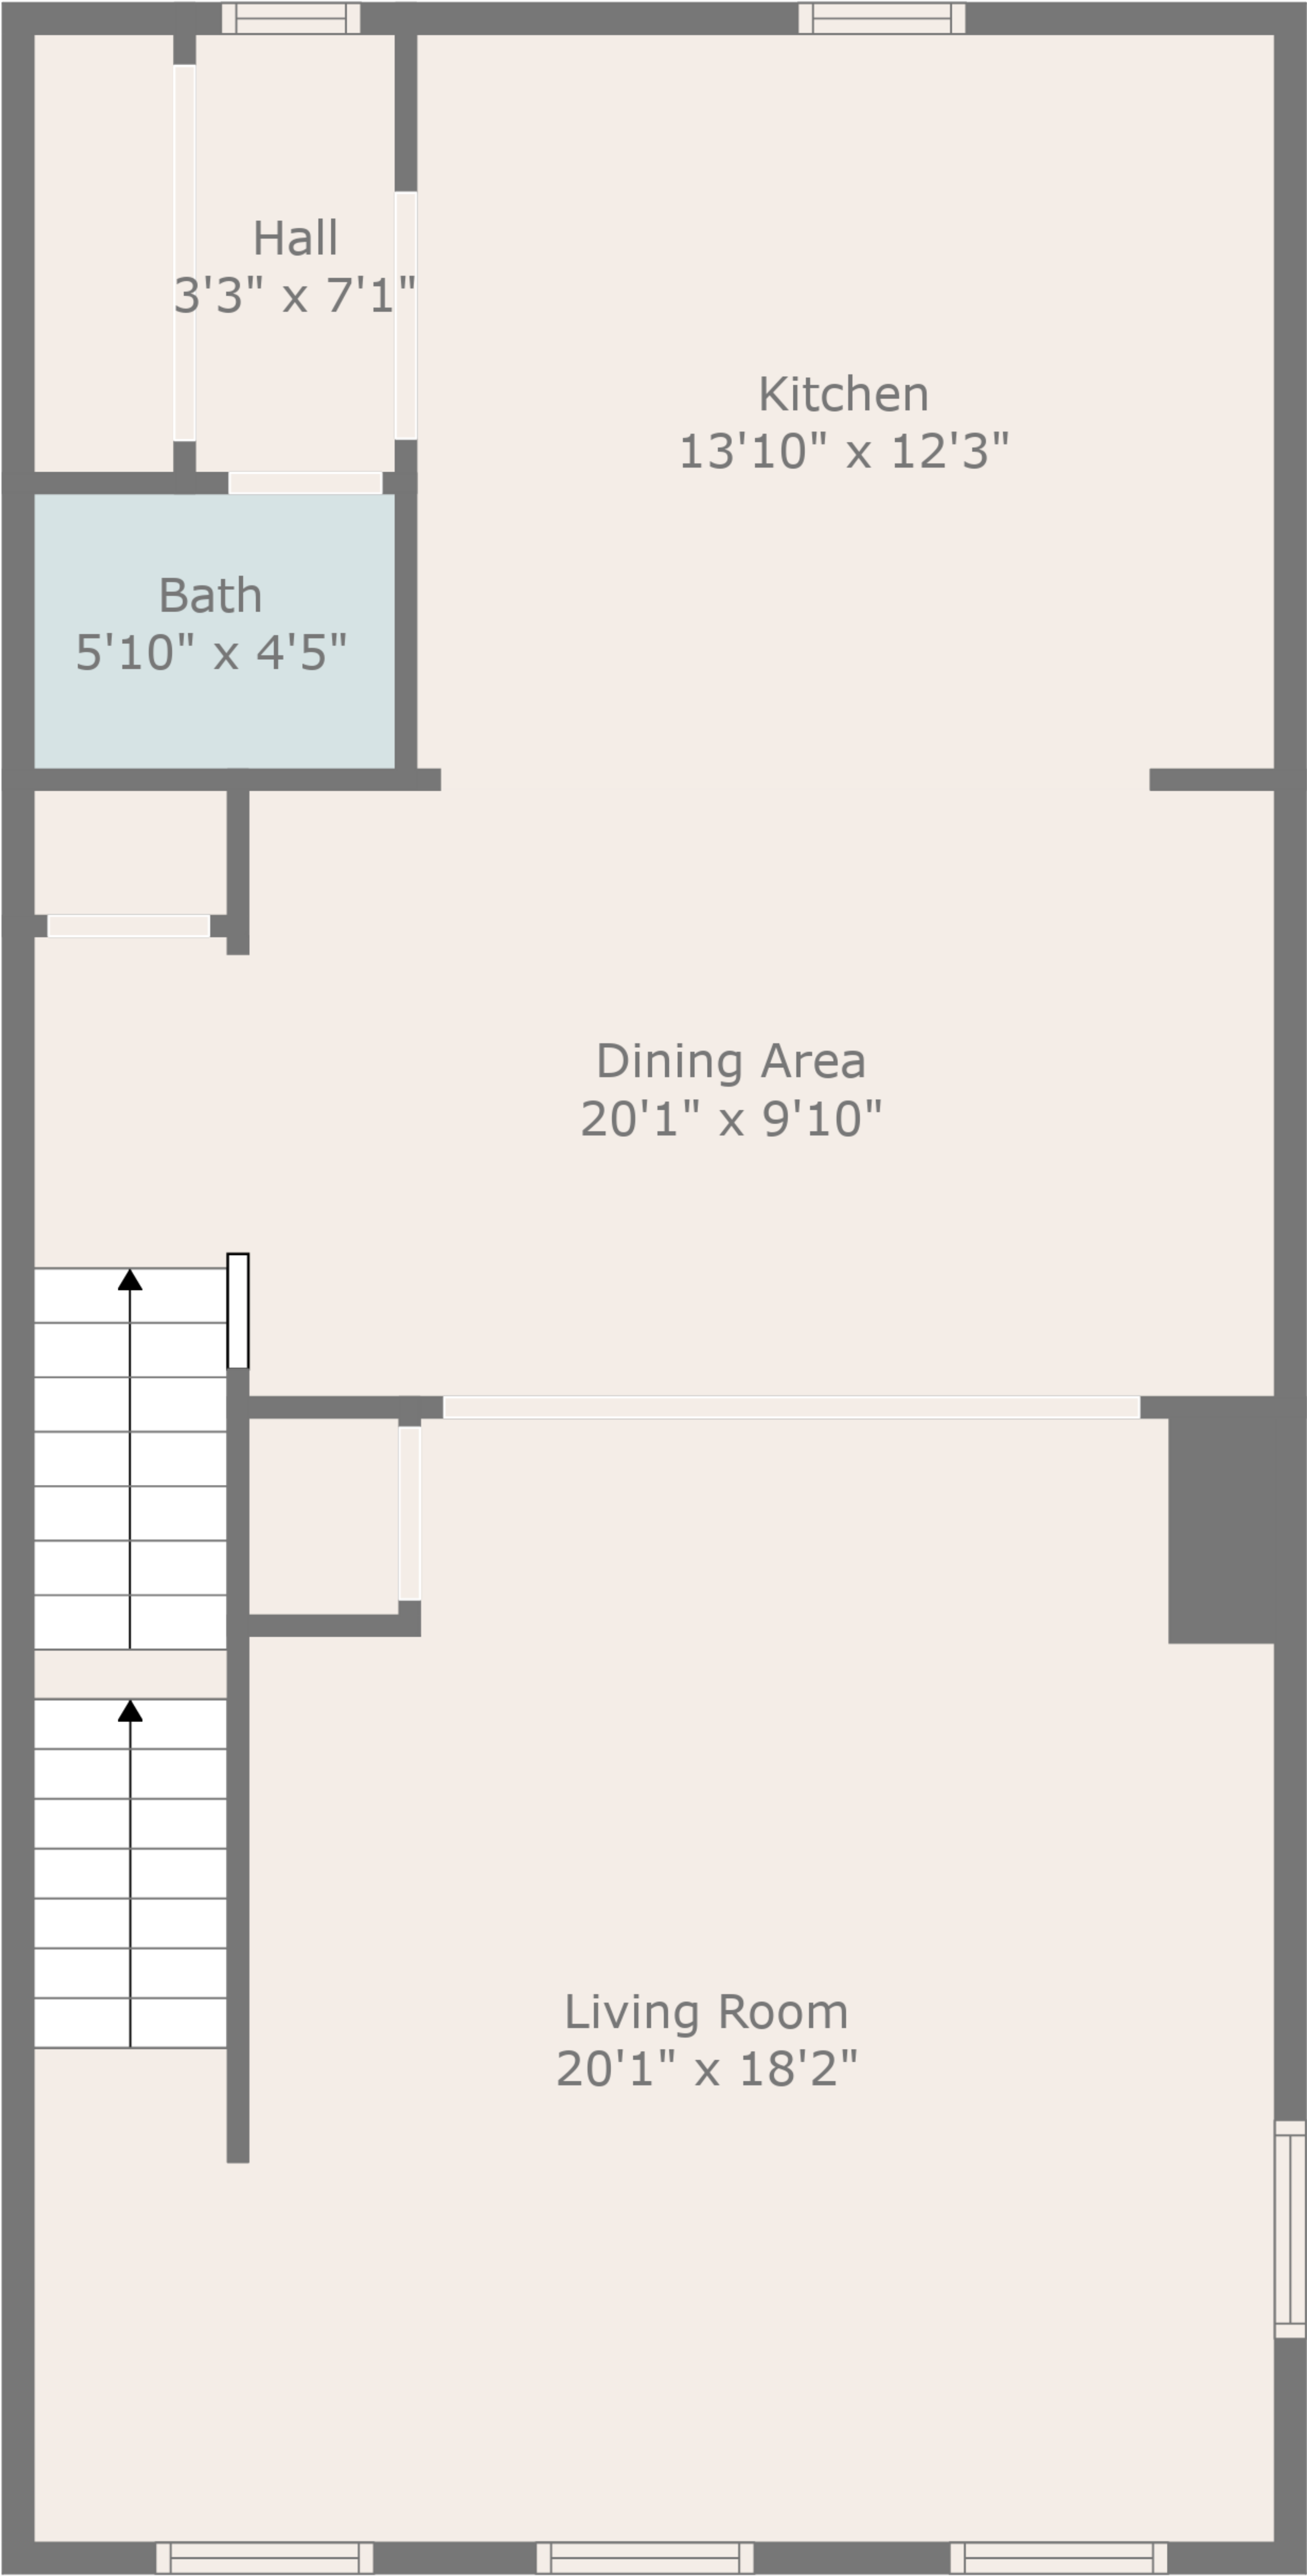 Hall
3'3" x 7'1"
Kitchen
13'10" x 12'3"
Bath
5'10" x 4'5"
Dining Area
20'1" x 9'10"
Living Room
20'1" x 18'2"